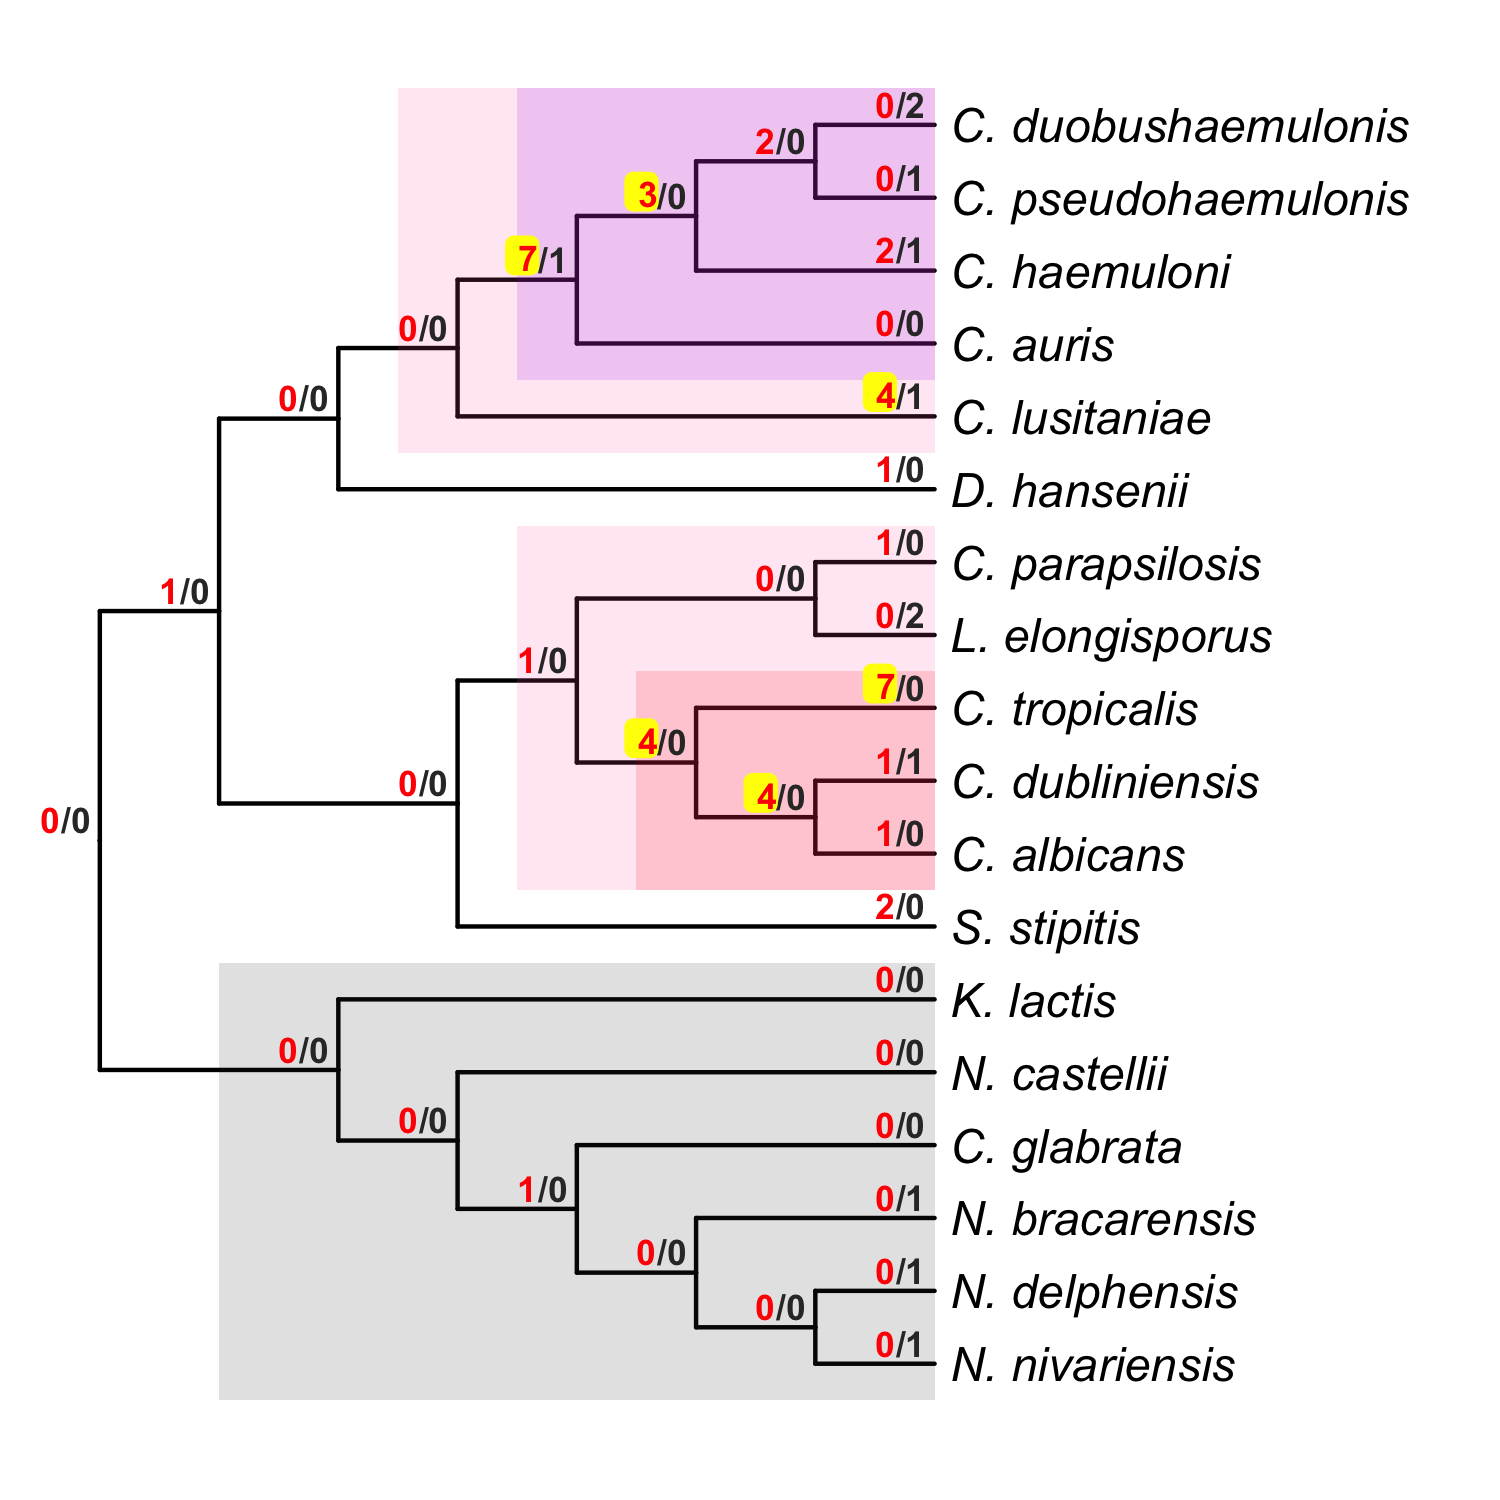 0/2
C. duobushaemulonis
2/0
0/1
C. pseudohaemulonis
3/0
2/1
C. haemuloni
7/1
0/0
C. auris
0/0
4/1
C. lusitaniae
0/0
1/0
D. hansenii
1/0
C. parapsilosis
0/0
1/0
0/2
L. elongisporus
1/0
7/0
C. tropicalis
4/0
1/1
C. dubliniensis
0/0
4/0
0/0
1/0
C. albicans
2/0
S. stipitis
0/0
K. lactis
0/0
0/0
N. castellii
0/0
0/0
C. glabrata
1/0
0/1
N. bracarensis
0/0
0/1
N. delphensis
0/0
0/1
N. nivariensis